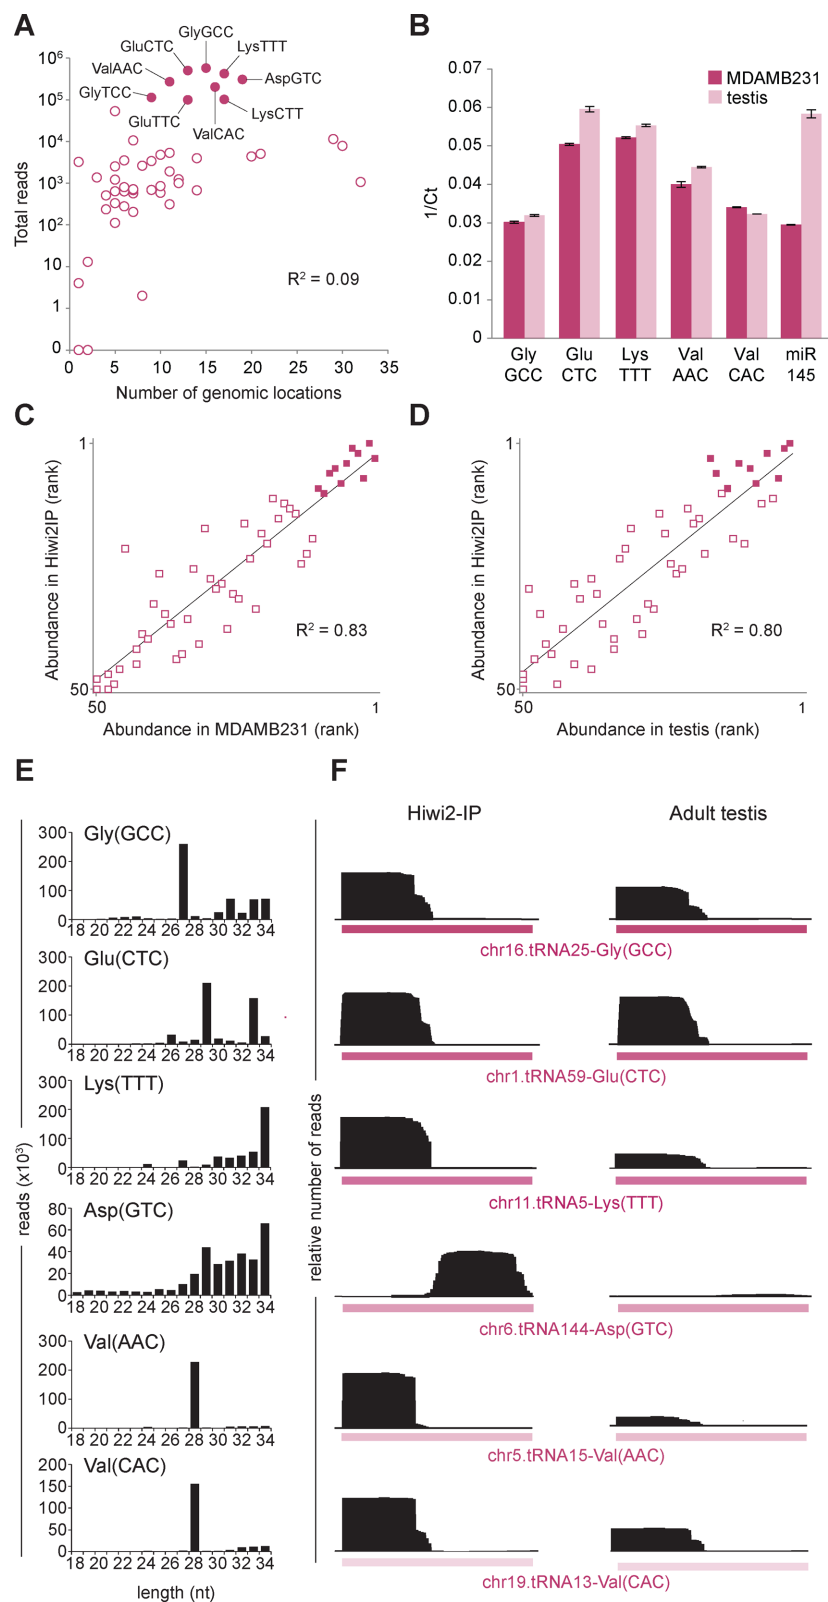 A
GlyGCC
GluCTC
LysTTT
ValAAC
AspGTC
GlyTCC
GluTTC
ValCAC
LysCTT
Total reads
10⁶
10⁵
10⁴
10³
10²
10
1
0
R² = 0.09
0 5 10 15 20 25 30 35
Number of genomic locations
B
MDAMB231
testis
1/Ct
0.07
0.06
0.05
0.04
0.03
0.02
0.01
0
Gly Glu Lys Val Val miR
GCC CTC TTT AAC CAC 145
C
Abundance in Hiwi2IP (rank)
1
50
R² = 0.83
50 1
Abundance in MDAMB231 (rank)
D
Abundance in Hiwi2IP (rank)
1
50
R² = 0.80
50 1
Abundance in testis (rank)
E
reads (x10³)
Gly(GCC)
300
200
100
0
18 20 22 24 26 28 30 32 34
Glu(CTC)
300
200
100
0
18 20 22 24 26 28 30 32 34
Lys(TTT)
300
200
100
0
18 20 22 24 26 28 30 32 34
Asp(GTC)
80
60
40
20
0
18 20 22 24 26 28 30 32 34
Val(AAC)
300
200
100
0
18 20 22 24 26 28 30 32 34
Val(CAC)
200
150
100
50
0
18 20 22 24 26 28 30 32 34
length (nt)
F
Hiwi2-IP Adult testis
relative number of reads
chr16.tRNA25-Gly(GCC)
chr1.tRNA59-Glu(CTC)
chr11.tRNA5-Lys(TTT)
chr6.tRNA144-Asp(GTC)
chr5.tRNA15-Val(AAC)
chr19.tRNA13-Val(CAC)